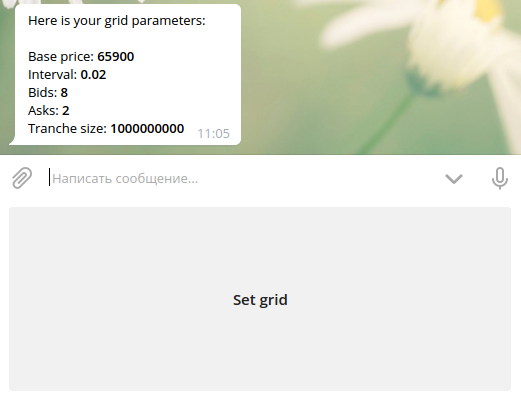 Here is your grid parameters:
Base price: 65900
Interval: 0.02
Bids: 8
Asks: 2
Tranche size: 1000000000
11:05
Написать сообщение...
Set grid